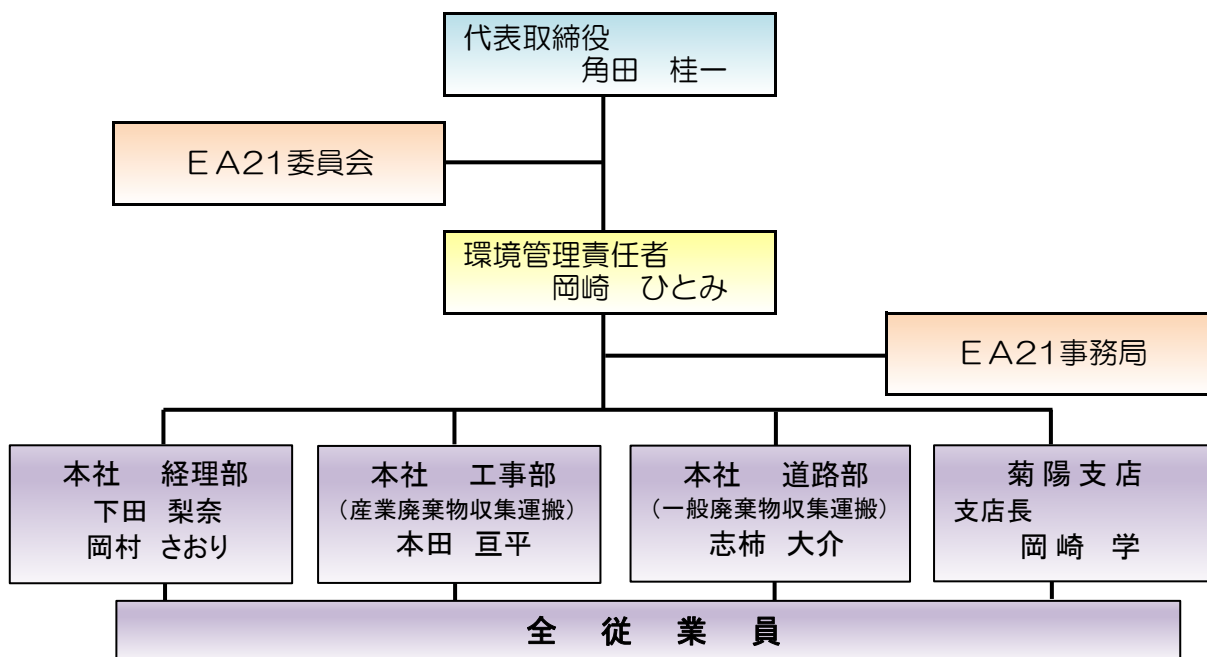 代表取締役
角田 桂一
EA21委員会
環境管理責任者
岡崎 ひとみ
EA21事務局
本社 経理部
下田 梨奈
岡村 さおり
本社 工事部
(産業廃棄物収集運搬)
本田 亘平
本社 道路部
(一般廃棄物収集運搬)
志柿 大介
菊陽支店
支店長
岡崎 学
全従業員